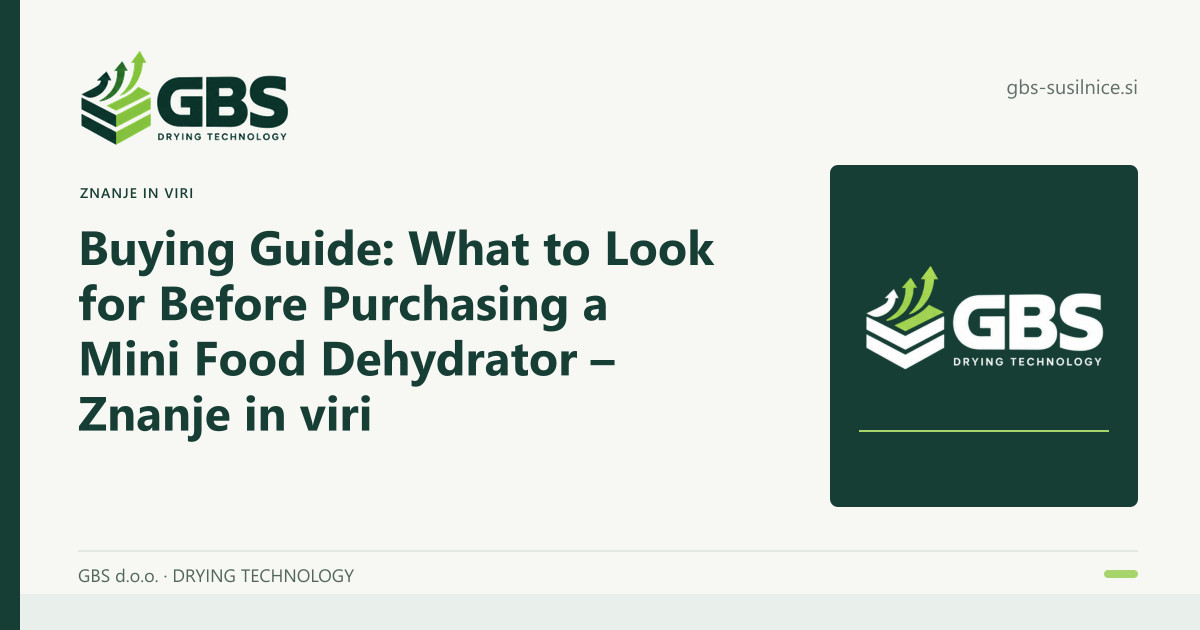 GBS
DRYING TECHNOLOGY
gbs-susilnice.si
ZNANJE IN VIRI
Buying Guide: What to Look
for Before Purchasing a
Mini Food Dehydrator –
Znanje in viri
GBS
DRYING TECHNOLOGY
GBS d.o.o. · DRYING TECHNOLOGY